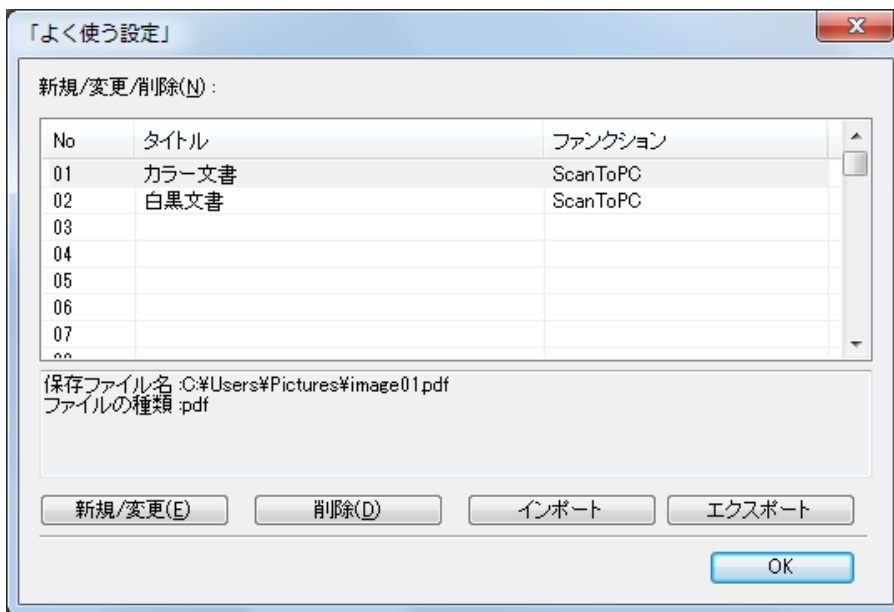 「よく使う設定」
新規/変更/削除(N) :
No タイトル ファンクション
01 カラー文書 ScanToPC
02 白黒文書 ScanToPC
03
04
05
06
07
保存ファイル名 :C:¥Users¥Pictures¥image01.pdf
ファイルの種類 :pdf
新規/変更(E) 削除(D) インポート エクスポート
OK